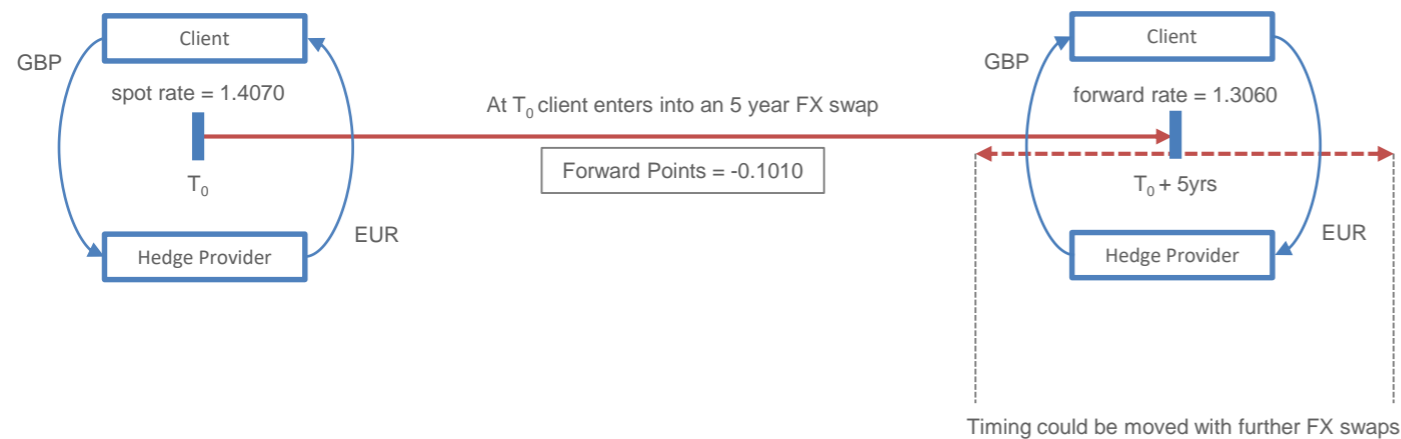 Client
GBP
spot rate = 1.4070
T0
EUR
Hedge Provider
At T0 client enters into an 5 year FX swap
Forward Points = -0.1010
Client
GBP
forward rate = 1.3060
T0 + 5yrs
EUR
Hedge Provider
Timing could be moved with further FX swaps